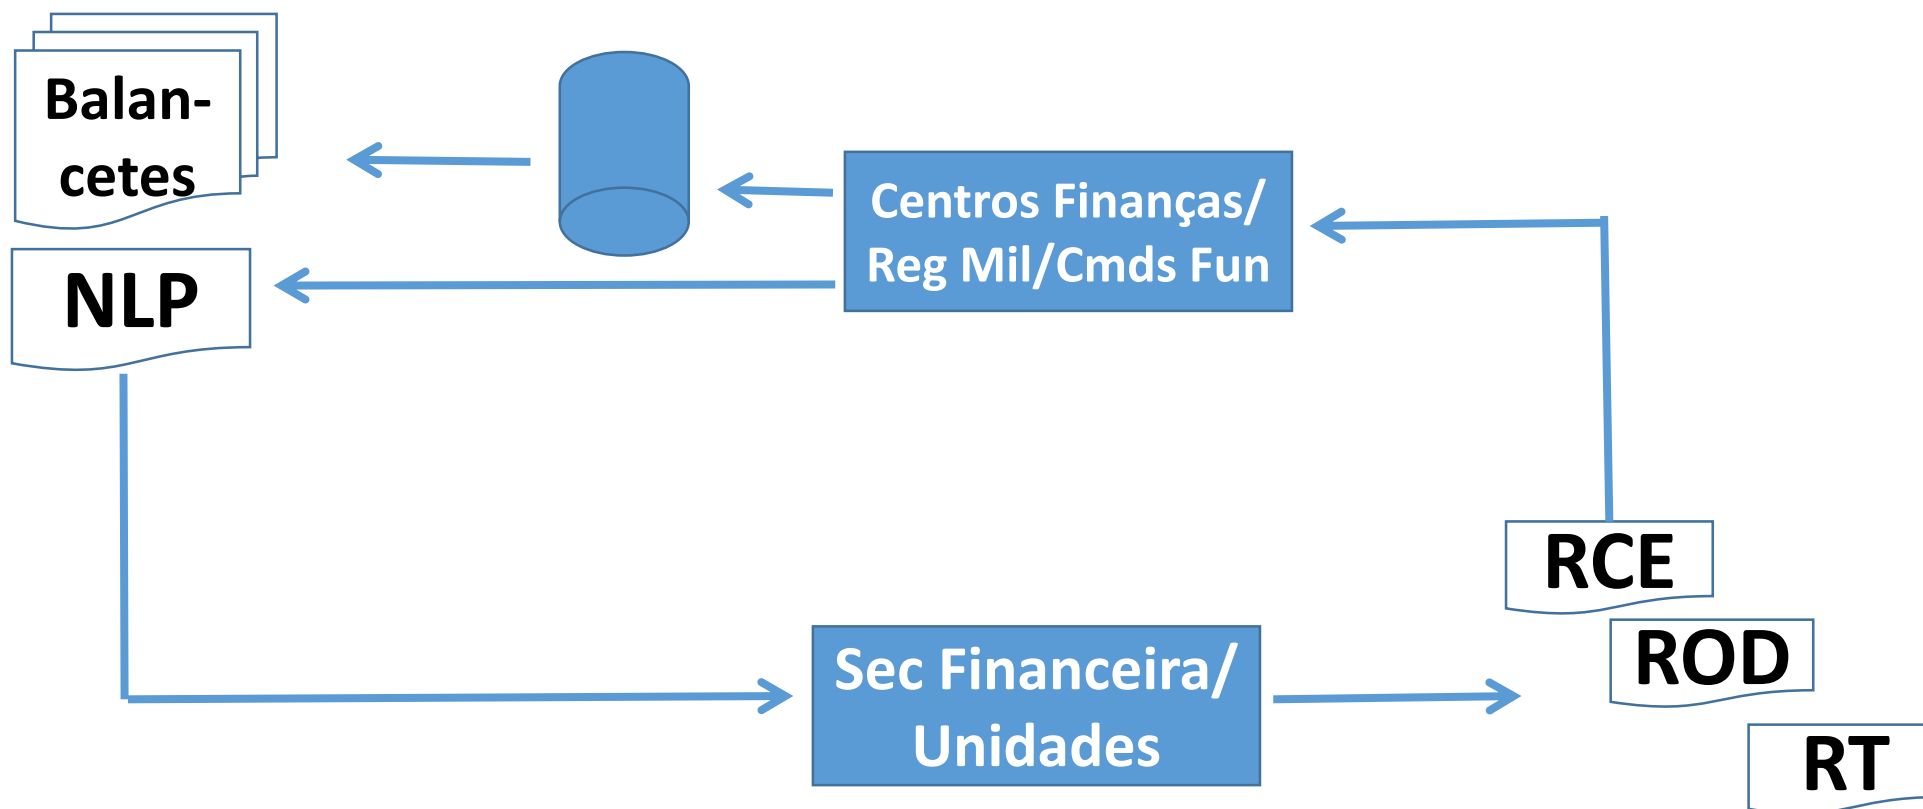 Balan-
cetes
Centros Finanças/
Reg Mil/Cmds Fun
NLP
RCE
ROD
Sec Financeira/
Unidades
RT